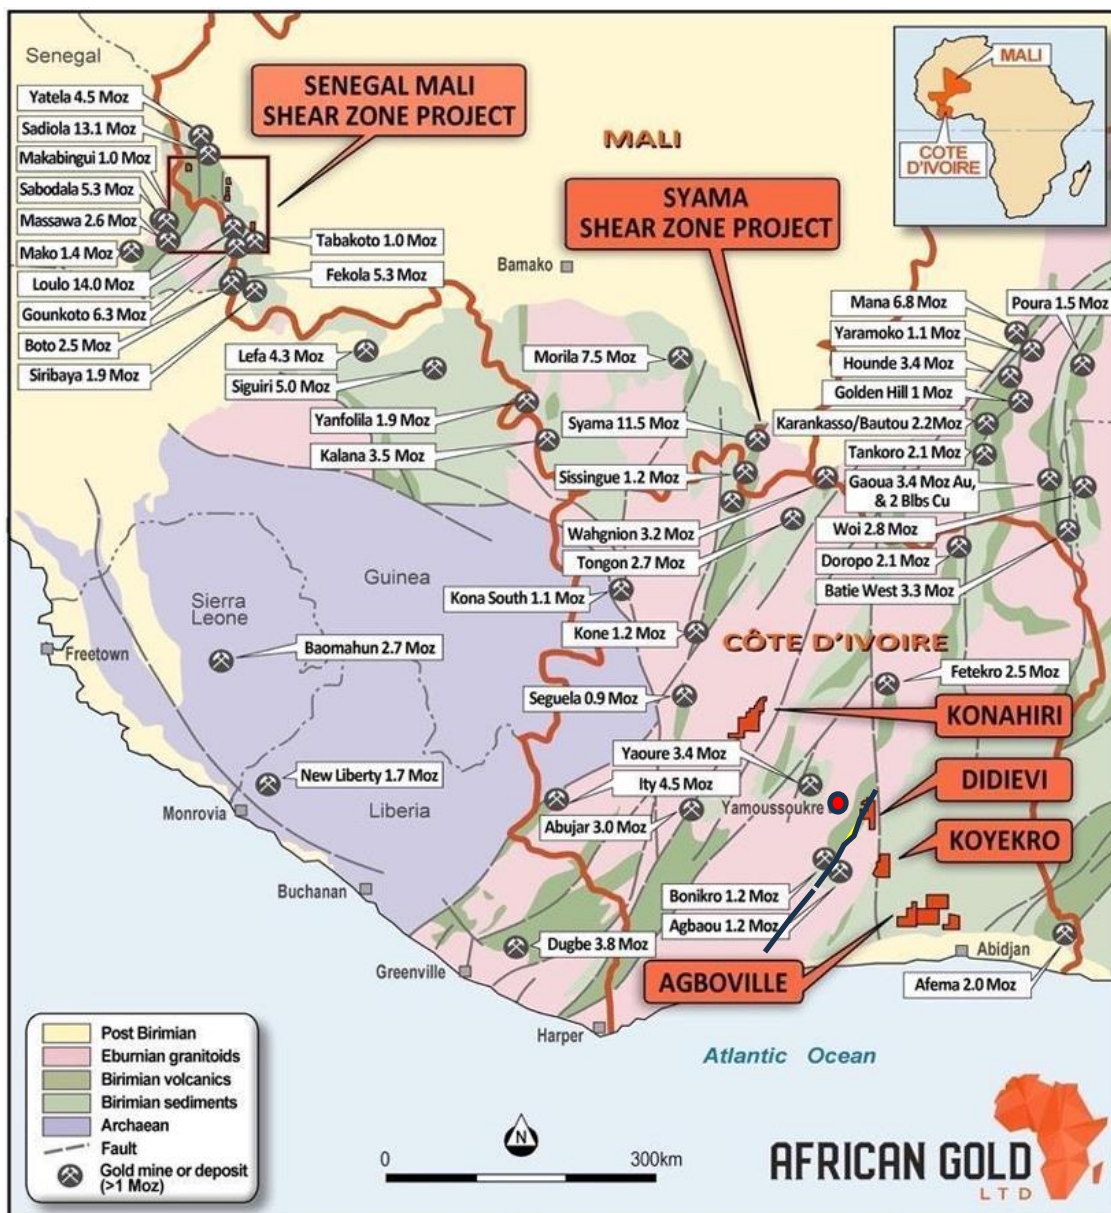 Senegal
Yatela 4.5 Moz
Sadiola 13.1 Moz
Makabingui 1.0 Moz
Sabodala 5.3 Moz
Massawa 2.6 Moz
Mako 1.4 Moz
Loulo 14.0 Moz
Gounkoto 6.3 Moz
Boto 2.5 Moz
Siribaya 1.9 Moz
SENEGAL MALI
SHEAR ZONE PROJECT
Tabakoto 1.0 Moz
Fekola 5.3 Moz
MALI
Bamako
SYAMA
SHEAR ZONE PROJECT
MALI
COTE
D'IVOIRE
Lefa 4.3 Moz
Siguiri 5.0 Moz
Yanfolila 1.9 Moz
Kalana 3.5 Moz
Morila 7.5 Moz
Syama 11.5 Moz
Sissingue 1.2 Moz
Wahgnion 3.2 Moz
Tongon 2.7 Moz
Mana 6.8 Moz
Poura 1.5 Moz
Yaramoko 1.1 Moz
Hounde 3.4 Moz
Golden Hill 1 Moz
Karankasso/Bautou 2.2Moz
Tankoro 2.1 Moz
Gaoua 3.4 Moz Au,
& 2 Blbs Cu
Woi 2.8 Moz
Doropo 2.1 Moz
Batie West 3.3 Moz
Guinea
Sierra
Leone
Freetown
Baomahun 2.7 Moz
Kona South 1.1 Moz
Kone 1.2 Moz
CÔTE D'IVOIRE
Seguela 0.9 Moz
Fetekro 2.5 Moz
KONAHIRI
New Liberty 1.7 Moz
Monrovia
Liberia
Yaoure 3.4 Moz
Ity 4.5 Moz
Abujar 3.0 Moz
Yamoussoukre
DIDIEVI
KOYEKRO
Buchanan
Bonikro 1.2 Moz
Agbaou 1.2 Moz
Dugbe 3.8 Moz
Greenville
AGBOVILLE
Abidjan
Afema 2.0 Moz
Harper
Atlantic Ocean
Post Birimian
Eburnian granitoids
Birimian volcanics
Birimian sediments
Archaean
Fault
Gold mine or deposit
(>1 Moz)
N
0 300km
AFRICAN GOLD
LTD